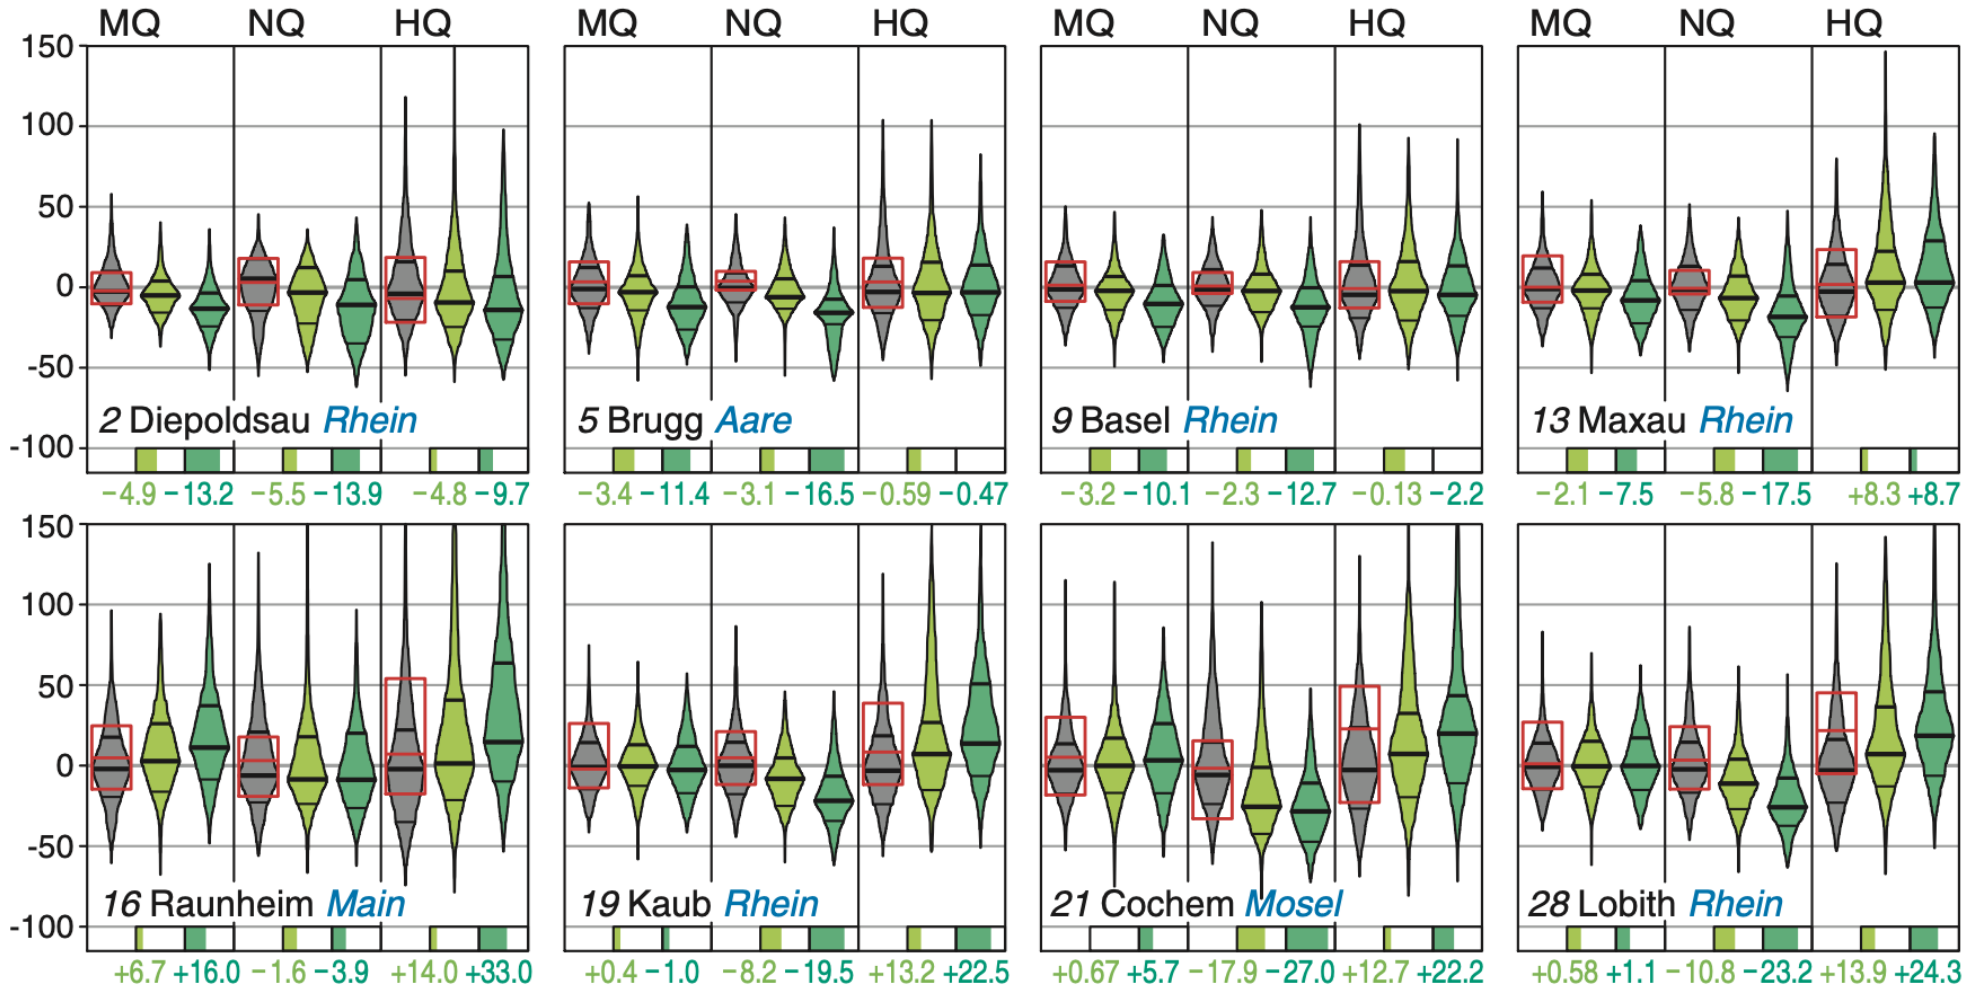 MQ NQ HQ MQ NQ HQ MQ NQ HQ MQ NQ HQ
150
100
50
0
-50
2 Diepoldsau Rhein 5 Brugg Aare 9 Basel Rhein 13 Maxau Rhein
-100
−4.9 −13.2 −5.5 −13.9 −4.8 −9.7 −3.4 −11.4 −3.1 −16.5 −0.59 −0.47 −3.2 −10.1 −2.3 −12.7 −0.13 −2.2 −2.1 −7.5 −5.8 −17.5 +8.3 +8.7
150
100
50
0
-50
16 Raunheim Main 19 Kaub Rhein 21 Cochem Mosel 28 Lobith Rhein
-100
+6.7 +16.0 −1.6 −3.9 +14.0 +33.0 +0.4 −1.0 −8.2 −19.5 +13.2 +22.5 +0.67 +5.7 −17.9 −27.0 +12.7 +22.2 +0.58 +1.1 −10.8 −23.2 +13.9 +24.3